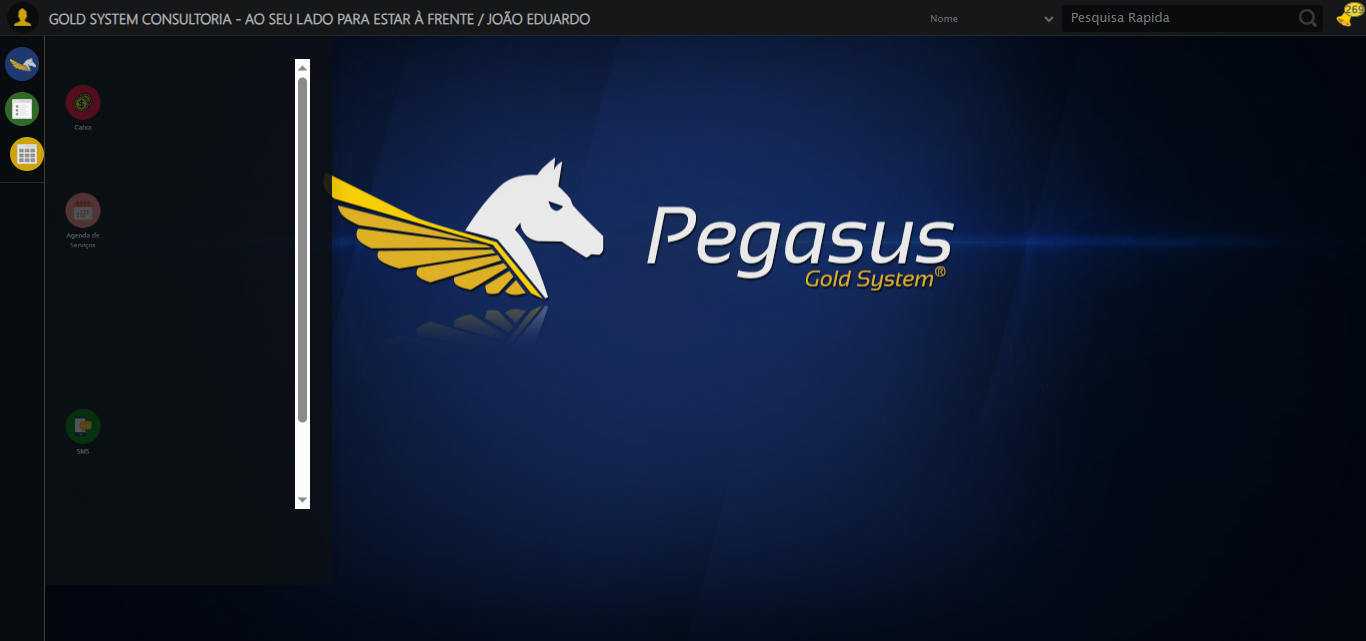 GOLD SYSTEM CONSULTORIA - AO SEU LADO PARA ESTAR À FRENTE / JOÃO EDUARDO
Nome
Pesquisa Rapida
269
Caixa
Agenda de
Serviços
SMS
Pegasus
Gold System®